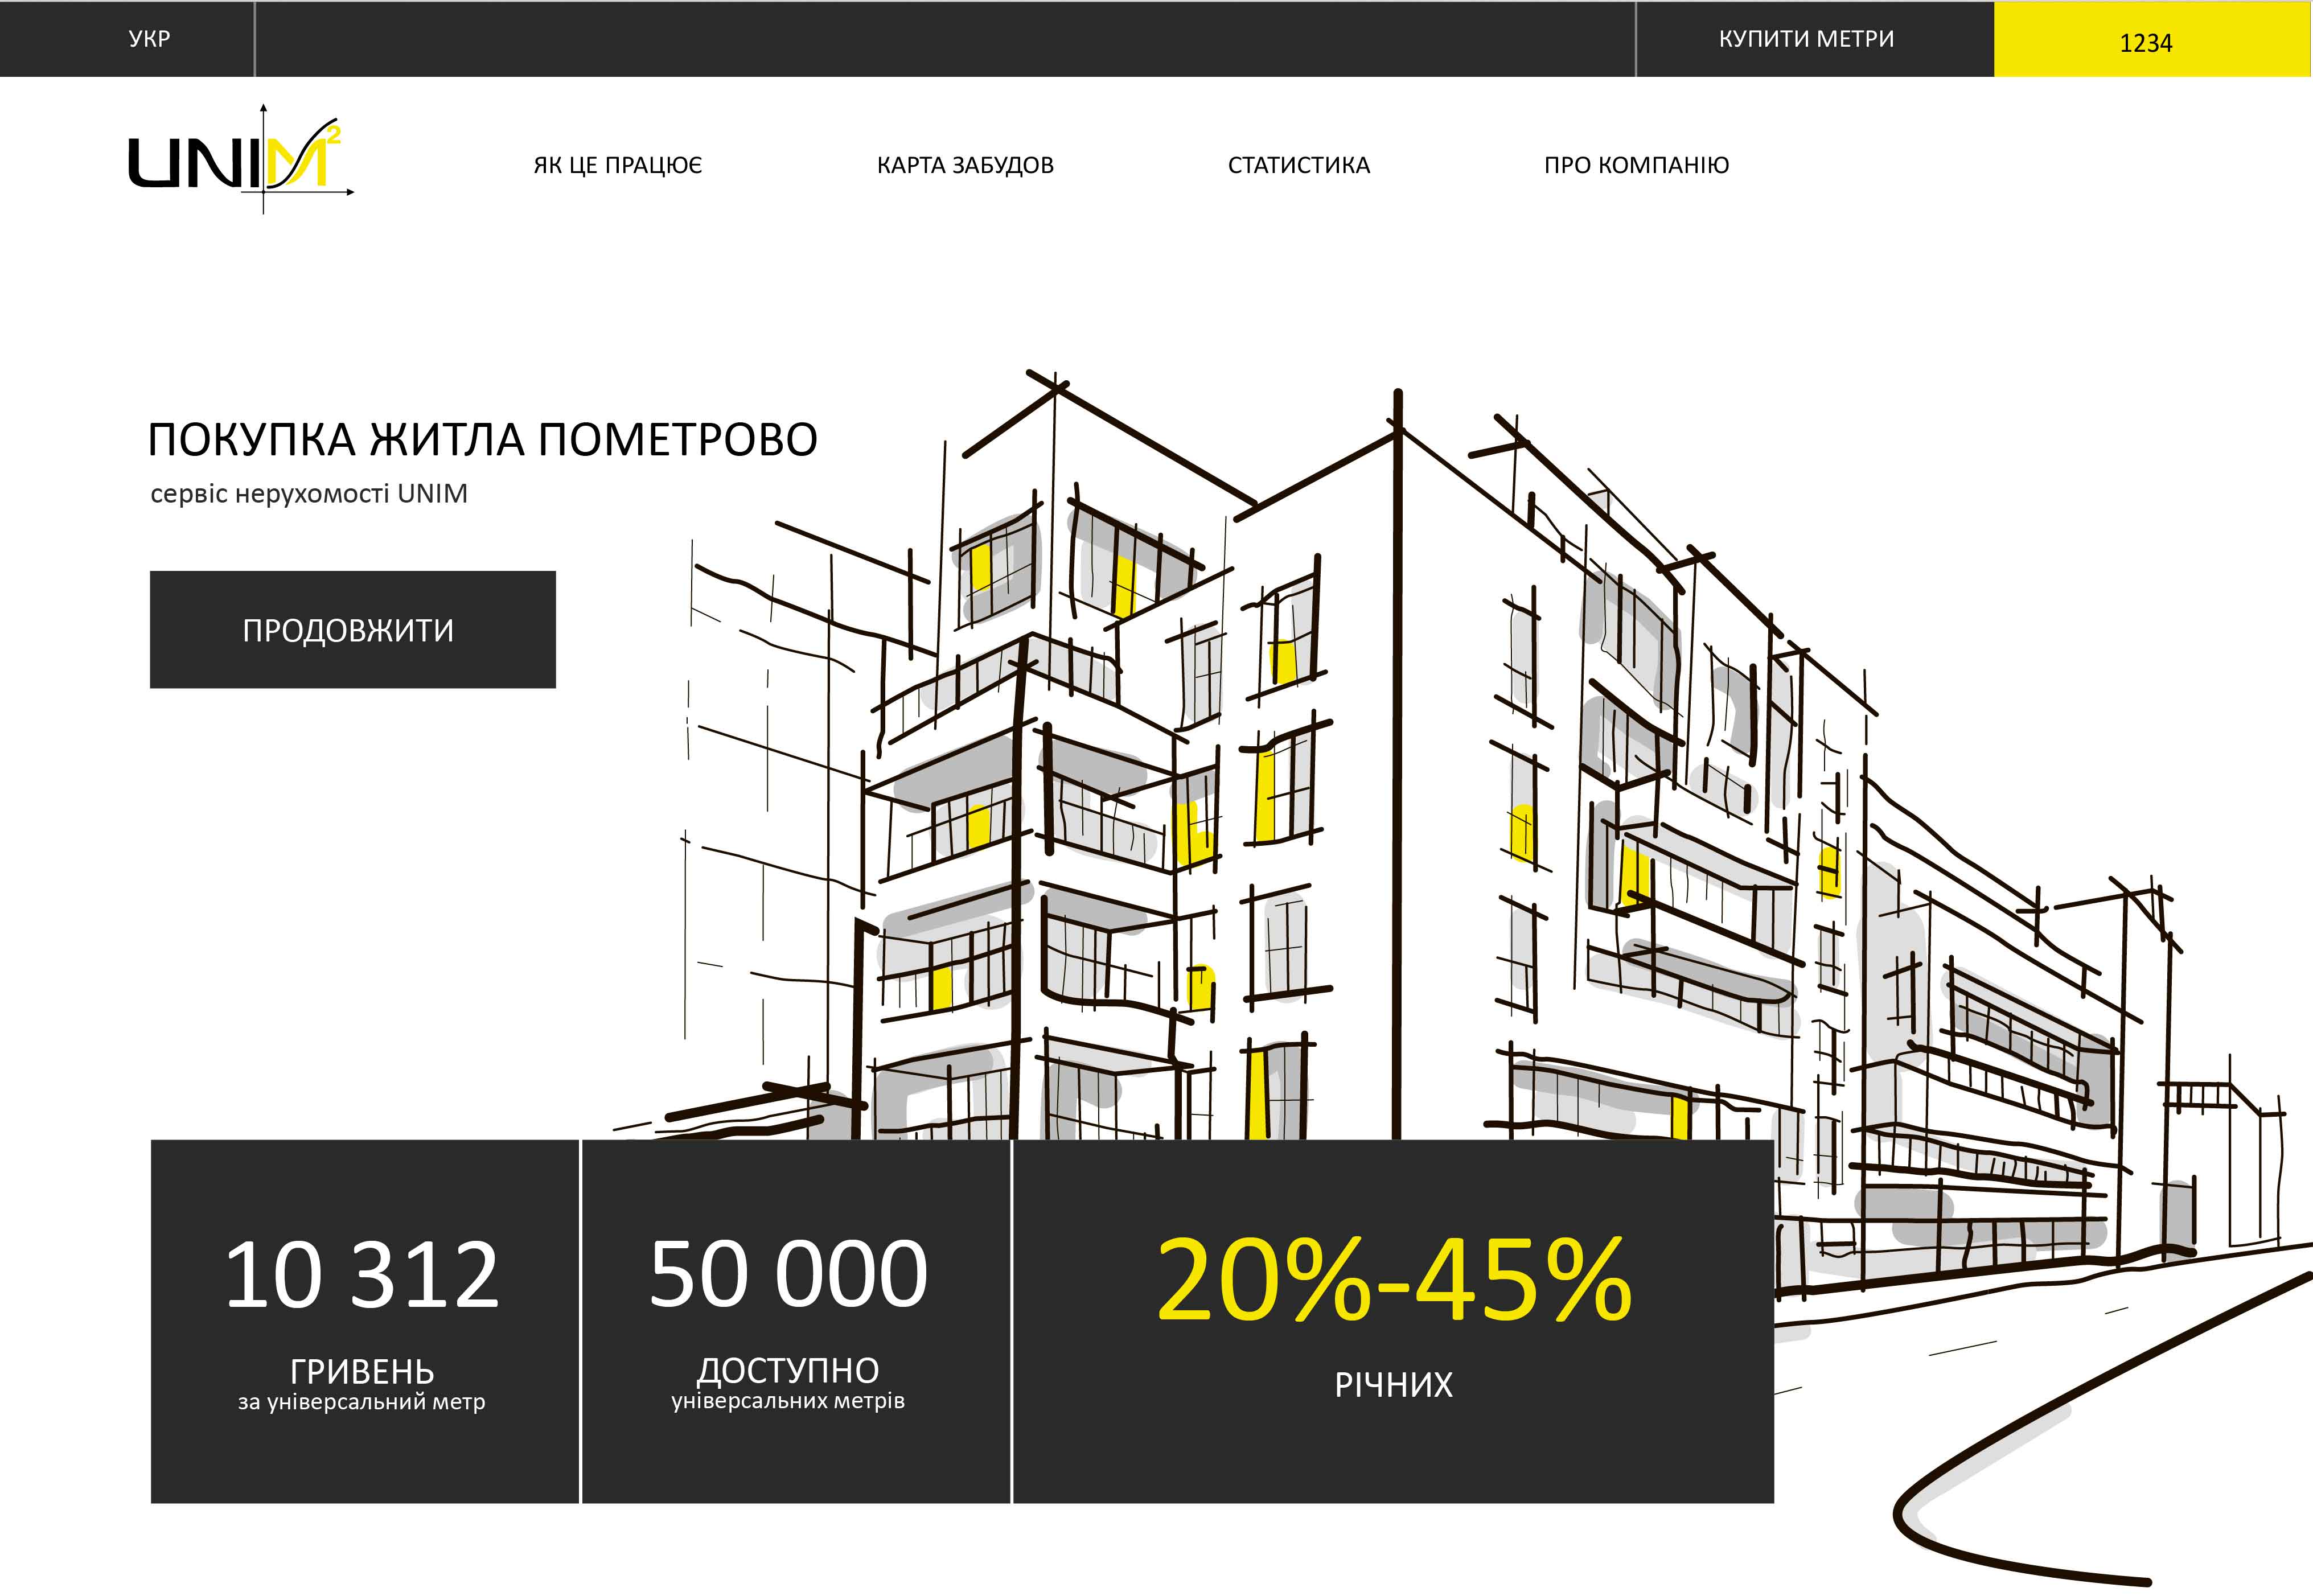 УКР
КУПИТИ МЕТРИ
1234
UNIM²
ЯК ЦЕ ПРАЦЮЄ
КАРТА ЗАБУДОВ
СТАТИСТИКА
ПРО КОМПАНІЮ
ПОКУПКА ЖИТЛА ПОМЕТРОВО
сервіс нерухомості UNIM
ПРОДОВЖИТИ
10 312
ГРИВЕНЬ
за універсальний метр
50 000
ДОСТУПНО
універсальних метрів
20%-45%
РІЧНИХ